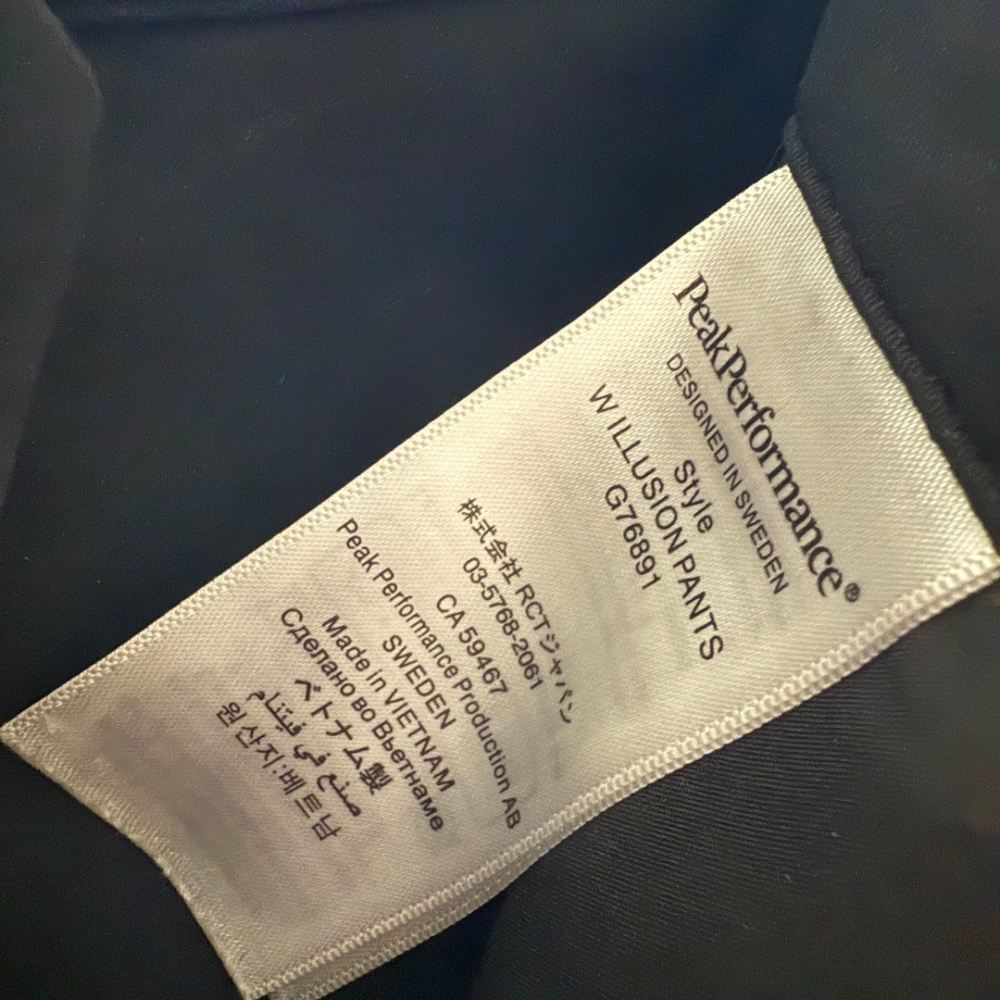 PeakPerformance®
DESIGNED IN SWEDEN
Style
W ILLUSION PANTS
G76891
株式会社 RCTジャパン
03-5768-2061
CA 59467
Peak Performance Production AB
SWEDEN
Made in VIETNAM
Сделано во Вьетнаме
ベトナム製
صنع في فيتنام
원산지:베트남